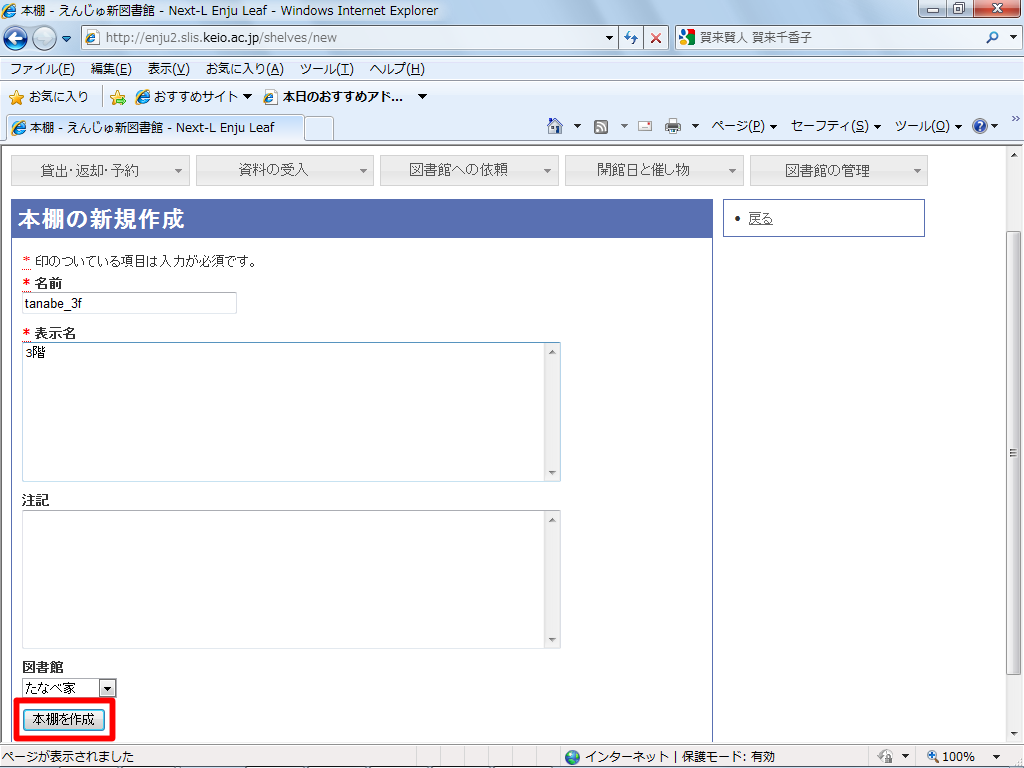 本棚 - えんじゅ新図書館 - Next-L Enju Leaf - Windows Internet Explorer
http://enju2.slis.keio.ac.jp/shelves/new
賀来賢人 賀来千香子
ファイル(F) 編集(E) 表示(V) お気に入り(A) ツール(T) ヘルプ(H)
お気に入り おすすめサイト 本日のおすすめアド...
本棚 - えんじゅ新図書館 - Next-L Enju Leaf
ページ(P) セーフティ(S) ツール(O) »
貸出・返却・予約 資料の受入 図書館への依頼 開館日と催し物 図書館の管理
本棚の新規作成
• 戻る
* 印のついている項目は入力が必須です。
* 名前
tanabe_3f
* 表示名
3階
注記
図書館
たなべ家
本棚を作成
ページが表示されました インターネット | 保護モード: 有効 100%